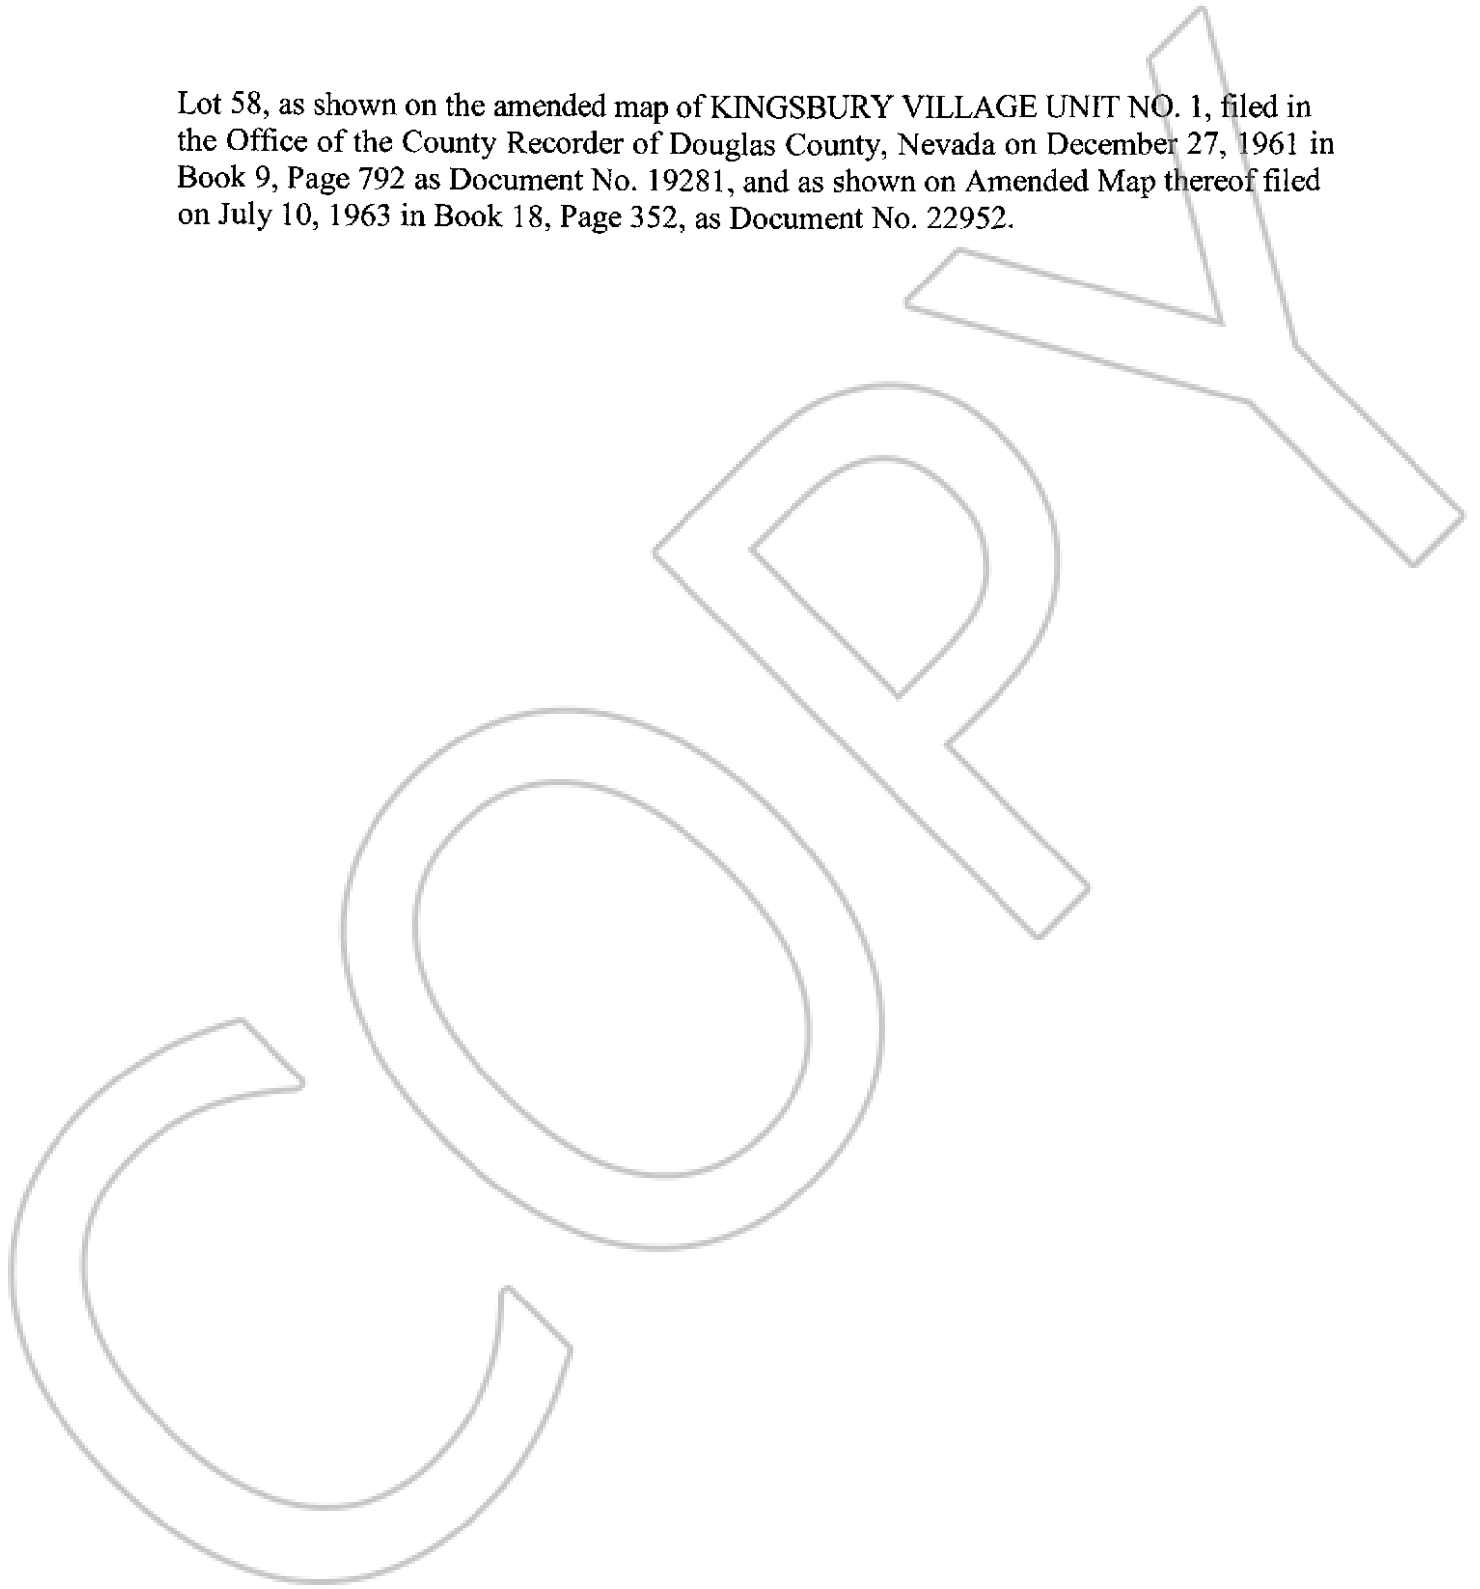 Lot 58, as shown on the amended map of KINGSBURY VILLAGE UNIT NO. 1, filed in
the Office of the County Recorder of Douglas County, Nevada on December 27, 1961 in
Book 9, Page 792 as Document No. 19281, and as shown on Amended Map thereof filed
on July 10, 1963 in Book 18, Page 352, as Document No. 22952.
COPY